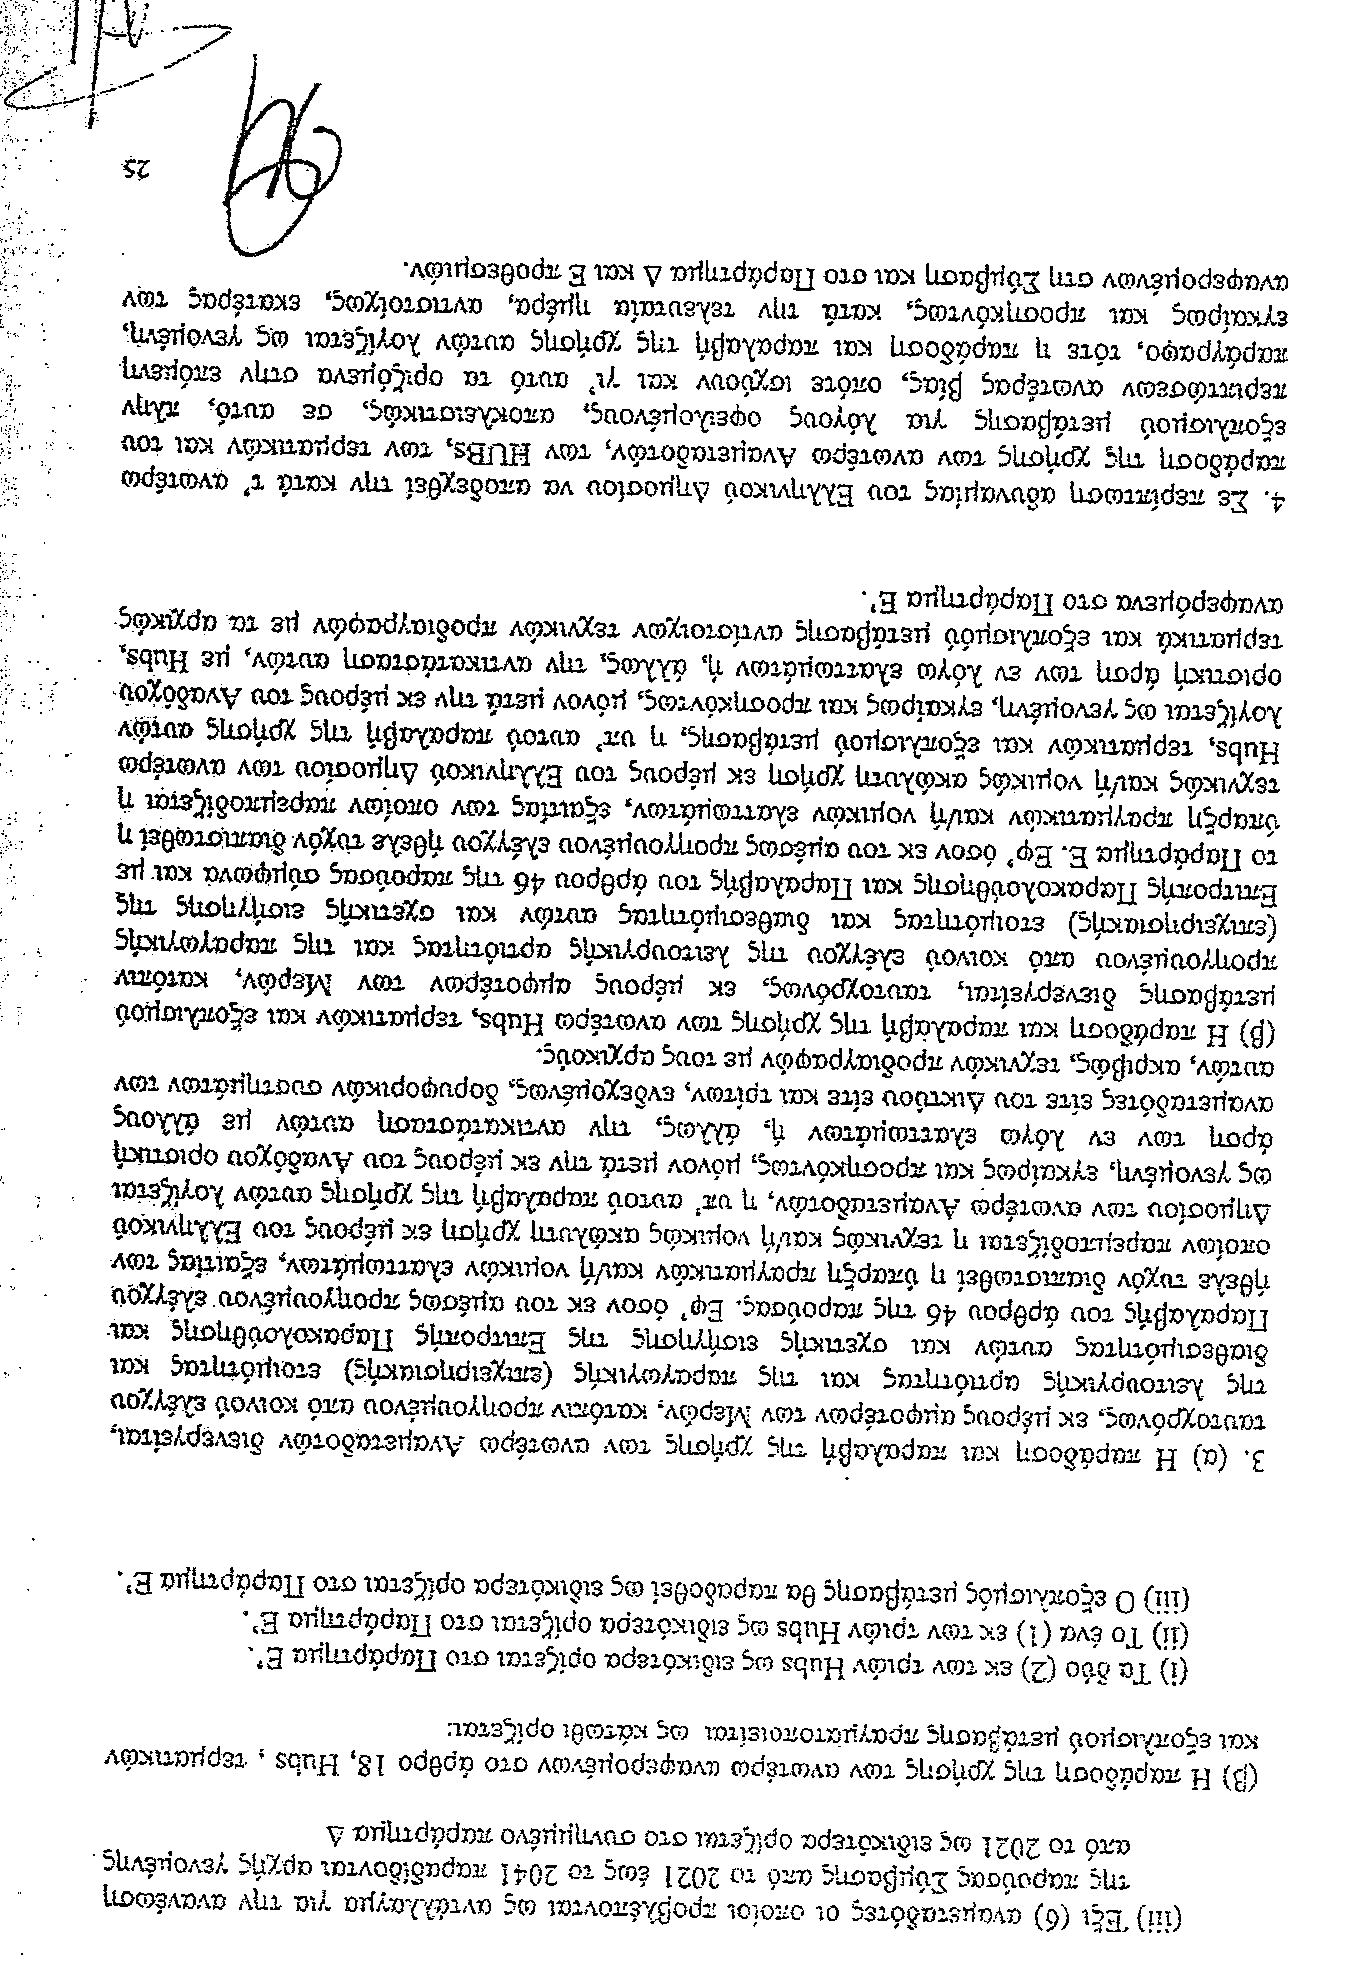 (iii) Έξι (6) αναμεταδότες οι οποίοι προβλέπονται ως αντάλλαγμα για την ανανέωση
της παρούσας Σύμβασης από το 2021 έως το 2041 παραδίδονται αρχής γενομένης
από το 2021 ως ειδικότερα ορίζεται στο συνημμένο παράρτημα Δ
(β) Η παράδοση της χρήσης των ανωτέρω αναφερομένων στο άρθρο 18, Hubs , τερματικών
και εξοπλισμού μετάβασης πραγματοποιείται ως κάτωθι ορίζεται:
(i) Τα δύο (2) εκ των τριών Hubs ως ειδικότερα ορίζεται στο Παράρτημα Ε'.
(ii) Το ένα (1) εκ των τριών Hubs ως ειδικότερα ορίζεται στο Παράρτημα Ε'.
(iii) Ο εξοπλισμός μετάβασης θα παραδοθεί ως ειδικότερα ορίζεται στο Παράρτημα Ε'.
3. (α) Η παράδοση και παραλαβή της χρήσης των ανωτέρω Αναμεταδοτών διενεργείται,
ταυτοχρόνως, εκ μέρους αμφοτέρων των Μερών, κατόπιν προηγουμένου από κοινού ελέγχου
της λειτουργικής αρτιότητας και της παραγωγικής (επιχειρησιακής) ετοιμότητας και
διαθεσιμότητας αυτών και σχετικής εισήγησης της Επιτροπής Παρακολούθησης και
Παραλαβής του άρθρου 46 της παρούσας. Εφ' όσον εκ του αμέσως προηγουμένου ελέγχου
ήθελε τυχόν διαπιστωθεί η ύπαρξη πραγματικών και/ή νομικών ελαττωμάτων, εξαιτίας των
οποίων παρεμποδίζεται η τεχνικώς και/ή νομικώς ακώλυτη χρήση εκ μέρους του Ελληνικού
Δημοσίου των ανωτέρω Αναμεταδοτών, η υπ' αυτού παραλαβή της χρήσης αυτών λογίζεται
ως γενομένη, εγκαίρως και προσηκόντως, μόνον μετά την εκ μέρους του Αναδόχου οριστική
άρση των εν λόγω ελαττωμάτων ή, άλλως, την αντικατάσταση αυτών με άλλους
αναμεταδότες είτε του Δικτύου είτε και τρίτων, ενδεχομένως, δορυφορικών συστημάτων των
αυτών, ακριβώς, τεχνικών προδιαγραφών με τους αρχικούς.
(β) Η παράδοση και παραλαβή της χρήσης των ανωτέρω Hubs, τερματικών και εξοπλισμού
μετάβασης διενεργείται, ταυτοχρόνως, εκ μέρους αμφοτέρων των Μερών, κατόπιν
προηγουμένου από κοινού ελέγχου της λειτουργικής αρτιότητας και της παραγωγικής
(επιχειρησιακής) ετοιμότητας και διαθεσιμότητας αυτών και σχετικής εισήγησης της
Επιτροπής Παρακολούθησης και Παραλαβής του άρθρου 46 της παρούσας σύμφωνα και με
το Παράρτημα Ε. Εφ' όσον εκ του αμέσως προηγουμένου ελέγχου ήθελε τυχόν διαπιστωθεί η
ύπαρξη πραγματικών και/ή νομικών ελαττωμάτων, εξαιτίας των οποίων παρεμποδίζεται η
τεχνικώς και/ή νομικώς ακώλυτη χρήση εκ μέρους του Ελληνικού Δημοσίου των ανωτέρω
Hubs, τερματικών και εξοπλισμού μετάβασης, η υπ' αυτού παραλαβή της χρήσης αυτών
λογίζεται ως γενομένη, εγκαίρως και προσηκόντως, μόνον μετά την εκ μέρους του Αναδόχου
οριστική άρση των εν λόγω ελαττωμάτων ή, άλλως, την αντικατάσταση αυτών, με Hubs,
τερματικά και εξοπλισμό μετάβασης αντιστοίχων τεχνικών προδιαγραφών με τα αρχικώς
αναφερόμενα στο Παράρτημα Ε'.
4. Σε περίπτωση αδυναμίας του Ελληνικού Δημοσίου να αποδεχθεί την κατά τ' ανωτέρω
παράδοση της χρήσης των ανωτέρω Αναμεταδοτών, των HUBs, των τερματικών και του
εξοπλισμού μετάβασης για λόγους οφειλομένους, αποκλειστικώς, σε αυτό, πλην
περιπτώσεων ανωτέρας βίας, οπότε ισχύουν και γι' αυτό τα οριζόμενα στην επόμενη
παράγραφο, τότε η παράδοση και παραλαβή της χρήσης αυτών λογίζεται ως γενομένη,
εγκαίρως και προσηκόντως, κατά την τελευταία ημέρα, αντιστοίχως, εκατέρας των
αναφερομένων στη Σύμβαση και στο Παράρτημα Δ και Ε προθεσμιών.
25